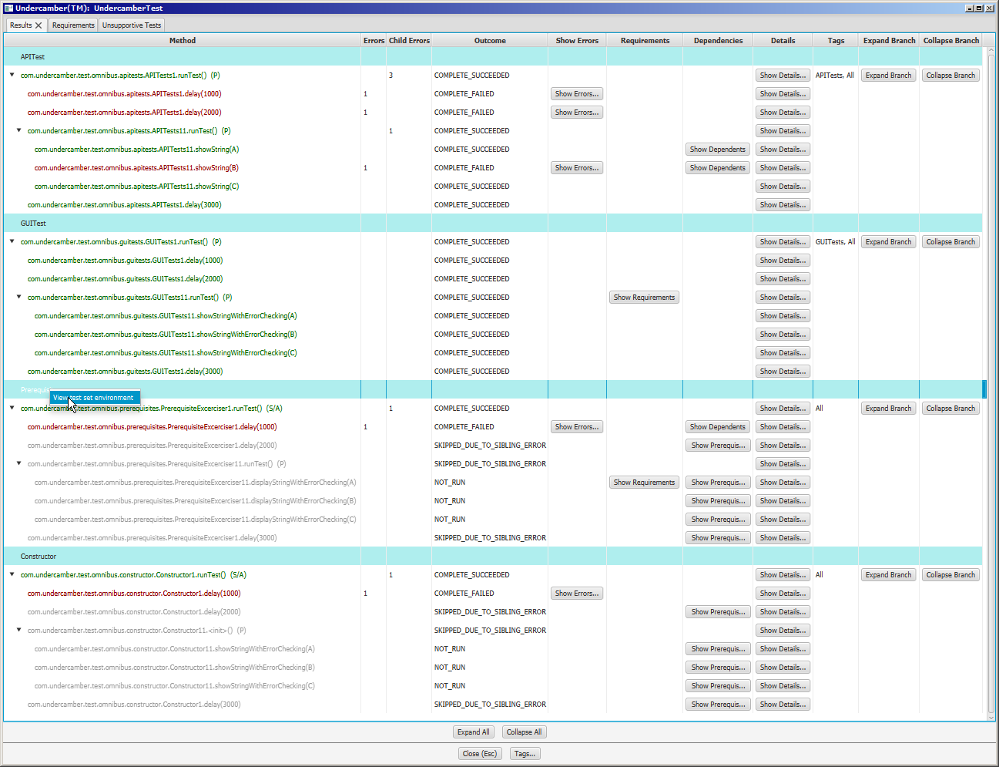 Undercamber(TM): UndercamberTest
Results Requirements Unsupportive Tests
Method Errors Child Errors Outcome Show Errors Requirements Dependencies Details Tags Expand Branch Collapse Branch
APITest
com.undercamber.test.omnibus.apitests.APITests1.runTest() (P) 3 COMPLETE_SUCCEEDED Show Details... APITests, All Expand Branch Collapse Branch
com.undercamber.test.omnibus.apitests.APITests1.delay(1000) 1 COMPLETE_FAILED Show Errors... Show Details...
com.undercamber.test.omnibus.apitests.APITests1.delay(2000) 1 COMPLETE_FAILED Show Errors... Show Details...
com.undercamber.test.omnibus.apitests.APITests11.runTest() (P) 1 COMPLETE_SUCCEEDED Show Details...
com.undercamber.test.omnibus.apitests.APITests11.showString(A) COMPLETE_SUCCEEDED Show Dependents Show Details...
com.undercamber.test.omnibus.apitests.APITests11.showString(B) 1 COMPLETE_FAILED Show Errors... Show Dependents Show Details...
com.undercamber.test.omnibus.apitests.APITests11.showString(C) COMPLETE_SUCCEEDED Show Details...
com.undercamber.test.omnibus.apitests.APITests1.delay(3000) COMPLETE_SUCCEEDED Show Details...
GUITest
com.undercamber.test.omnibus.guitests.GUITests1.runTest() (P) COMPLETE_SUCCEEDED Show Details... GUITests, All Expand Branch Collapse Branch
com.undercamber.test.omnibus.guitests.GUITests1.delay(1000) COMPLETE_SUCCEEDED Show Details...
com.undercamber.test.omnibus.guitests.GUITests1.delay(2000) COMPLETE_SUCCEEDED Show Details...
com.undercamber.test.omnibus.guitests.GUITests11.runTest() (P) COMPLETE_SUCCEEDED Show Requirements Show Details...
com.undercamber.test.omnibus.guitests.GUITests11.showStringWithErrorChecking(A) COMPLETE_SUCCEEDED Show Details...
com.undercamber.test.omnibus.guitests.GUITests11.showStringWithErrorChecking(B) COMPLETE_SUCCEEDED Show Details...
com.undercamber.test.omnibus.guitests.GUITests11.showStringWithErrorChecking(C) COMPLETE_SUCCEEDED Show Details...
com.undercamber.test.omnibus.guitests.GUITests1.delay(3000) COMPLETE_SUCCEEDED Show Details...
View test set environment
com.undercamber.test.omnibus.prerequisites.PrerequisiteExcerciser1.runTest() (S/A) 1 COMPLETE_SUCCEEDED Show Details... All Expand Branch Collapse Branch
com.undercamber.test.omnibus.prerequisites.PrerequisiteExcerciser1.delay(1000) 1 COMPLETE_FAILED Show Errors... Show Dependents Show Details...
com.undercamber.test.omnibus.prerequisites.PrerequisiteExcerciser1.delay(2000) SKIPPED_DUE_TO_SIBLING_ERROR Show Prerequis... Show Details...
com.undercamber.test.omnibus.prerequisites.PrerequisiteExcerciser11.runTest() (P) SKIPPED_DUE_TO_SIBLING_ERROR Show Details...
com.undercamber.test.omnibus.prerequisites.PrerequisiteExcerciser11.displayStringWithErrorChecking(A) NOT_RUN Show Requirements Show Prerequis... Show Details...
com.undercamber.test.omnibus.prerequisites.PrerequisiteExcerciser11.displayStringWithErrorChecking(B) NOT_RUN Show Prerequis... Show Details...
com.undercamber.test.omnibus.prerequisites.PrerequisiteExcerciser11.displayStringWithErrorChecking(C) NOT_RUN Show Prerequis... Show Details...
com.undercamber.test.omnibus.prerequisites.PrerequisiteExcerciser1.delay(3000) SKIPPED_DUE_TO_SIBLING_ERROR Show Prerequis... Show Details...
Constructor
com.undercamber.test.omnibus.constructor.Constructor1.runTest() (S/A) 1 COMPLETE_SUCCEEDED Show Details... All Expand Branch Collapse Branch
com.undercamber.test.omnibus.constructor.Constructor1.delay(1000) 1 COMPLETE_FAILED Show Errors... Show Details...
com.undercamber.test.omnibus.constructor.Constructor1.delay(2000) SKIPPED_DUE_TO_SIBLING_ERROR Show Prerequis... Show Details...
com.undercamber.test.omnibus.constructor.Constructor11.<init>() (P) SKIPPED_DUE_TO_SIBLING_ERROR Show Details...
com.undercamber.test.omnibus.constructor.Constructor11.showStringWithErrorChecking(A) NOT_RUN Show Prerequis... Show Details...
com.undercamber.test.omnibus.constructor.Constructor11.showStringWithErrorChecking(B) NOT_RUN Show Prerequis... Show Details...
com.undercamber.test.omnibus.constructor.Constructor11.showStringWithErrorChecking(C) NOT_RUN Show Prerequis... Show Details...
com.undercamber.test.omnibus.constructor.Constructor1.delay(3000) SKIPPED_DUE_TO_SIBLING_ERROR Show Prerequis... Show Details...
Expand All Collapse All
Close (Esc) Tags...